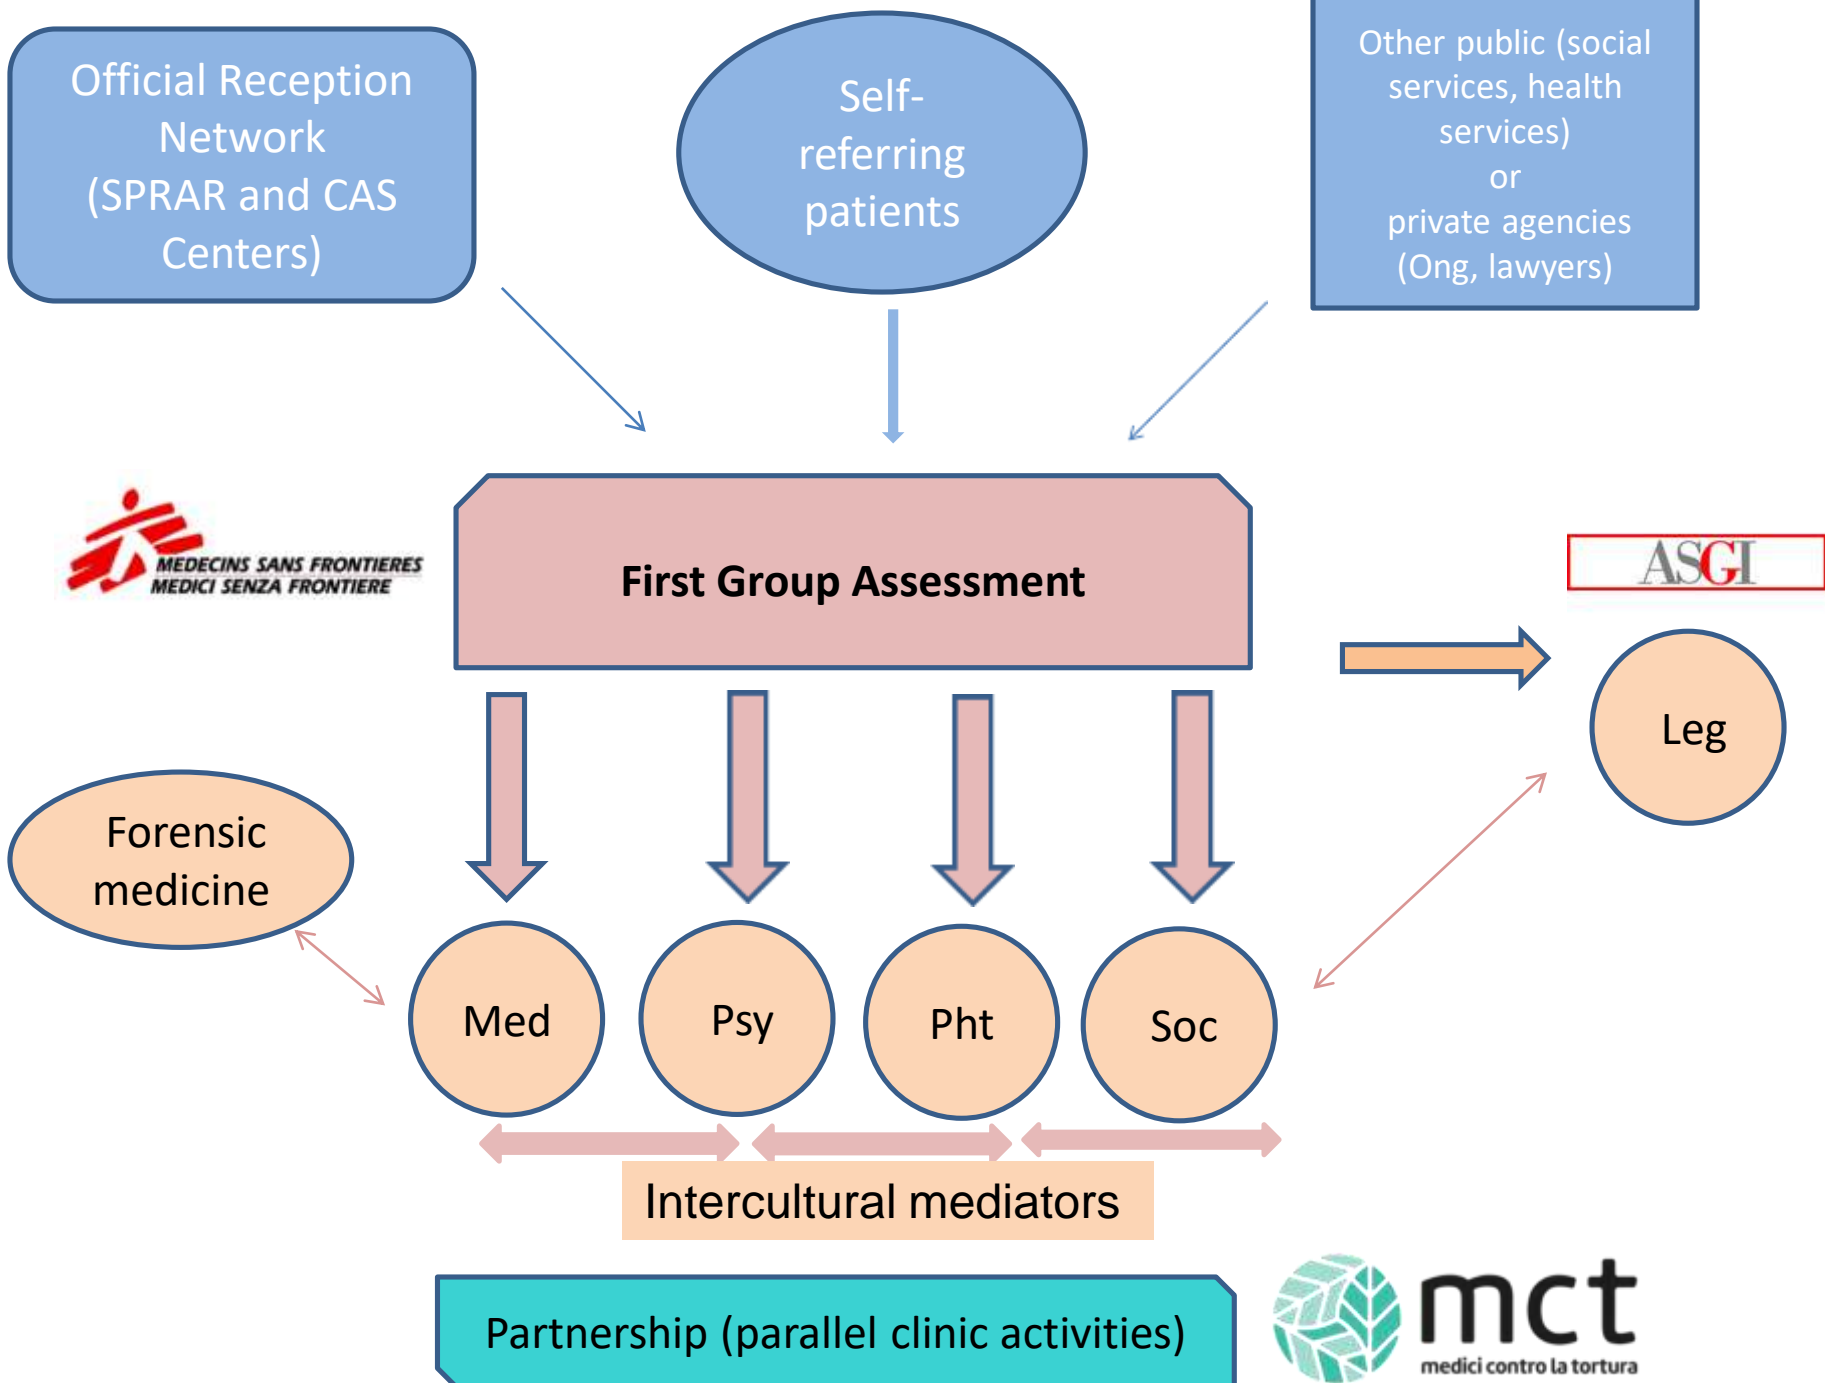 Official Reception
Network
(SPRAR and CAS
Centers)
Self-
referring
patients
Other public (social
services, health
services)
or
private agencies
(Ong, lawyers)
MEDECINS SANS FRONTIERES
MEDICI SENZA FRONTIERE
First Group Assessment
ASGI
Leg
Forensic
medicine
Med
Psy
Pht
Soc
Intercultural mediators
Partnership (parallel clinic activities)
mct
medici contro la tortura